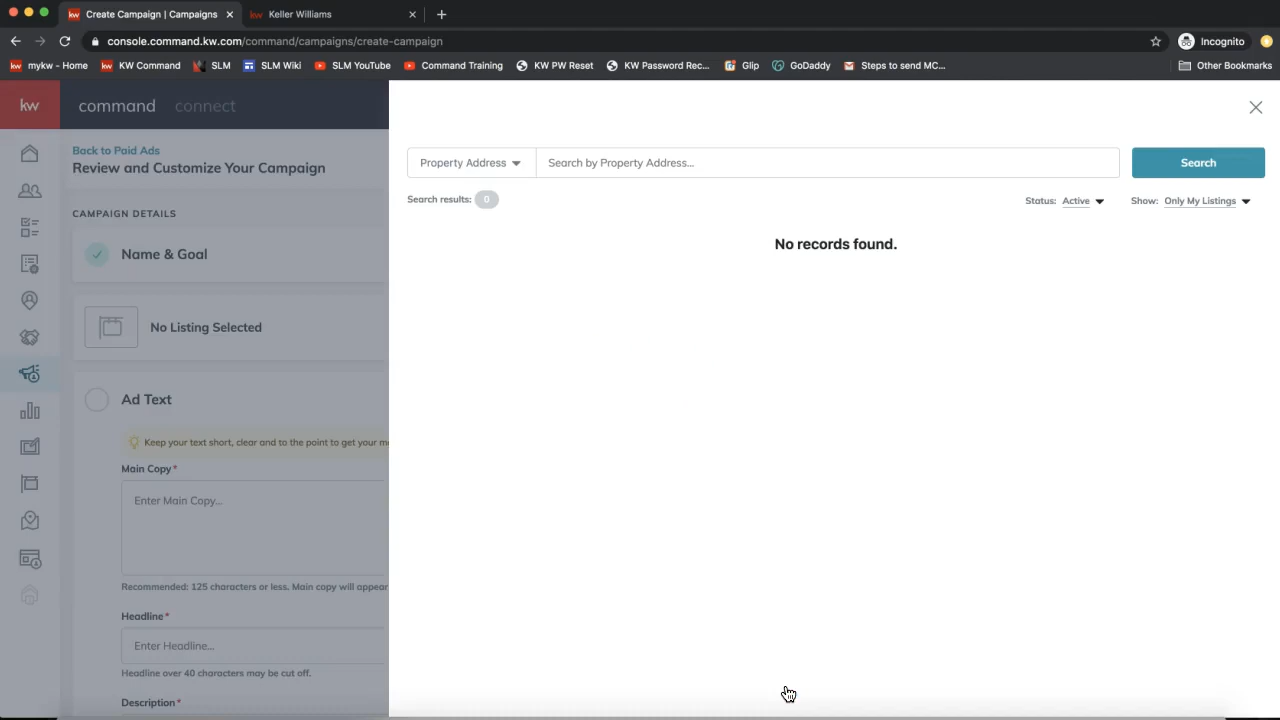 Create Campaign | Campaigns
Keller Williams
console.command.kw.com/command/campaigns/create-campaign
Incognito
mykw – Home
KW Command
SLM
SLM Wiki
SLM YouTube
Command Training
KW PW Reset
KW Password Rec...
Glip
GoDaddy
Steps to send MC...
Other Bookmarks
kw
command
connect
Back to Paid Ads
Review and Customize Your Campaign
CAMPAIGN DETAILS
Name & Goal
No Listing Selected
Ad Text
Keep your text short, clear and to the point to get your m
Main Copy*
Enter Main Copy...
Recommended: 125 characters or less. Main copy will appear
Headline*
Enter Headline...
Headline over 40 characters may be cut off.
Description*
Property Address
Search by Property Address...
Search
Search results: 0
Status: Active
Show: Only My Listings
No records found.